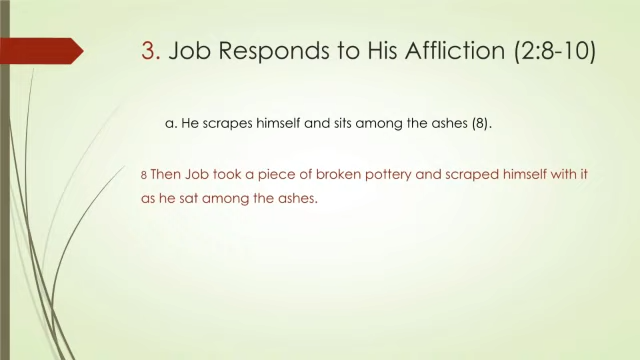 3. Job Responds to His Affliction (2:8-10)
a. He scrapes himself and sits among the ashes (8).
8 Then Job took a piece of broken pottery and scraped himself with it
as he sat among the ashes.